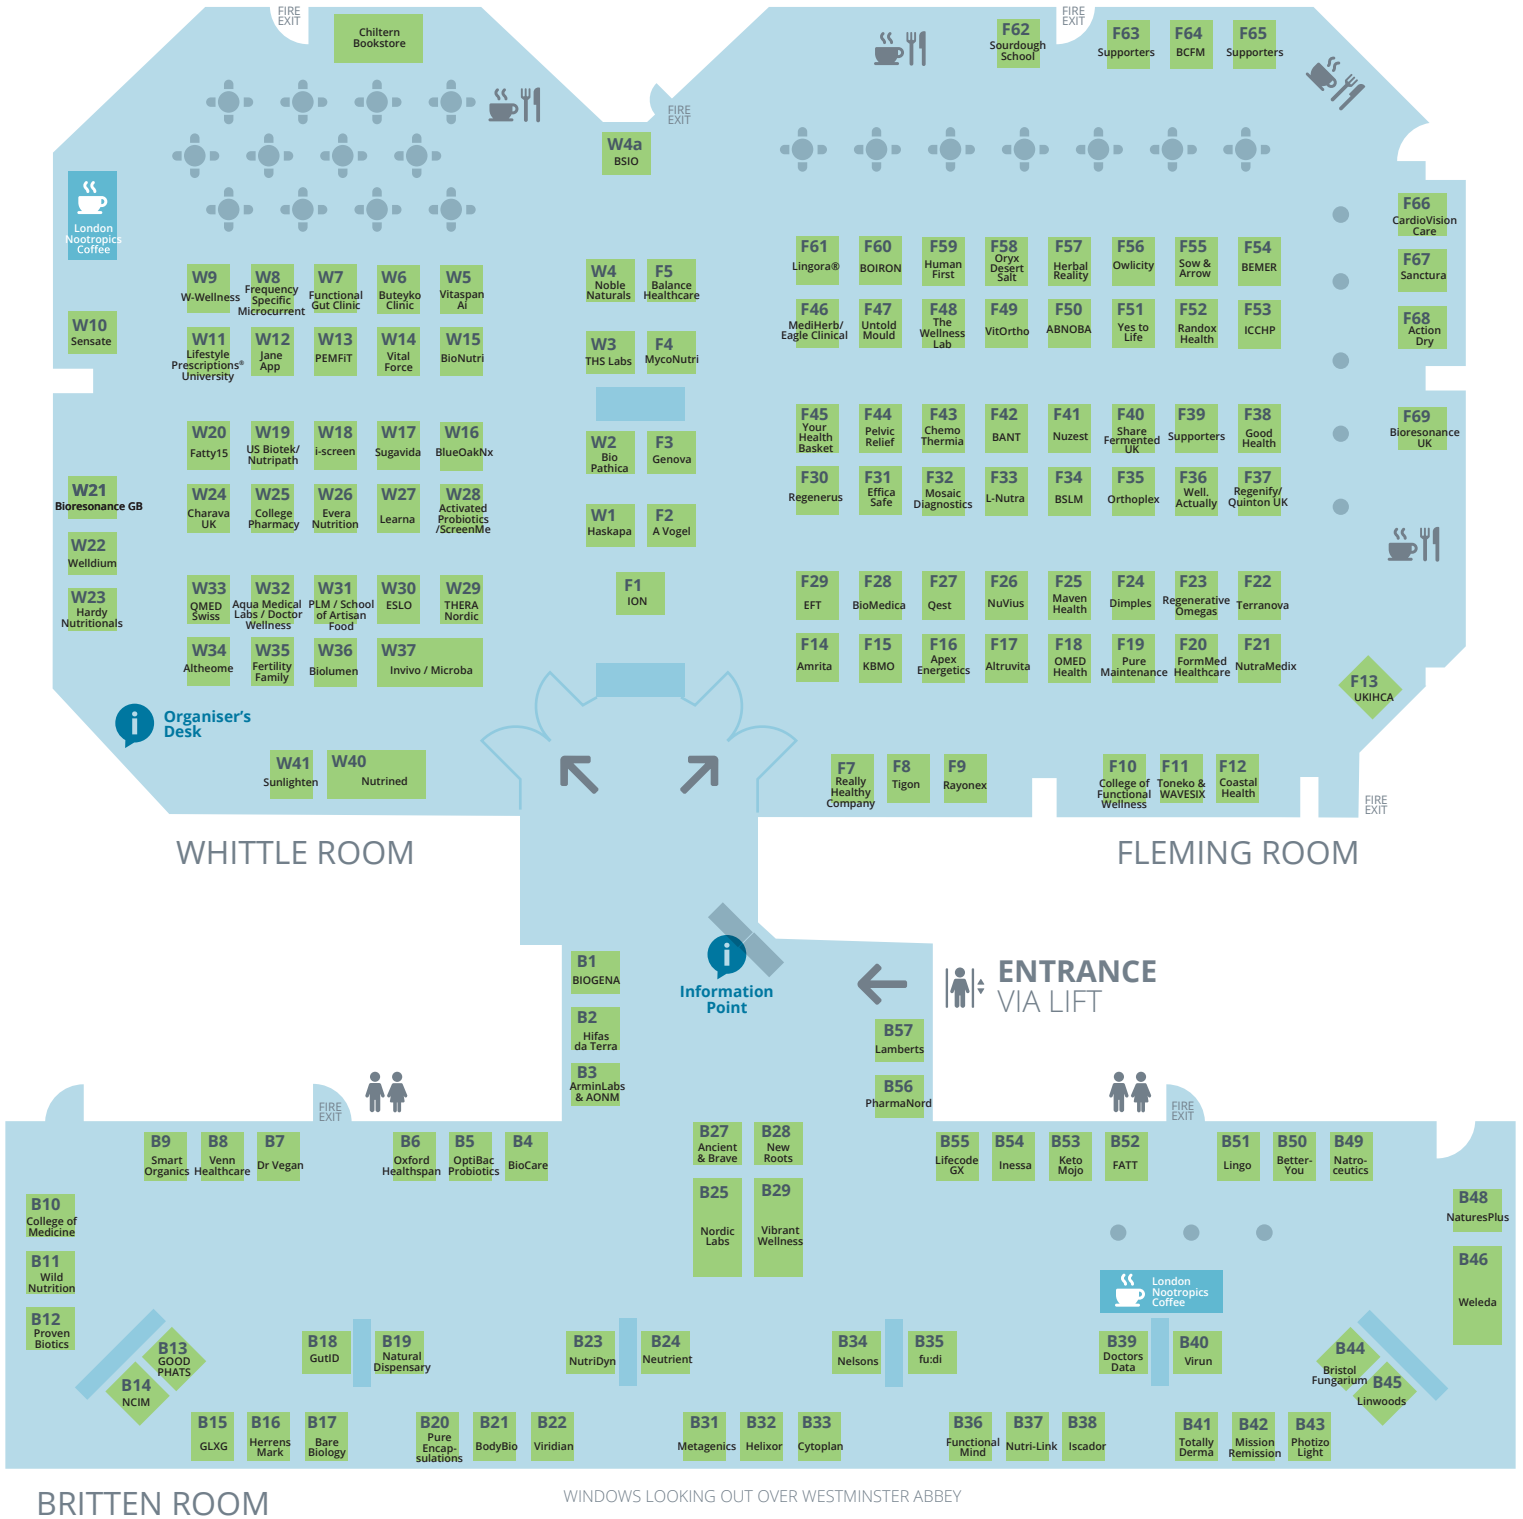 FIRE
EXIT
Chiltern
Bookstore
FIRE
EXIT
W4a
BSIO
London
Nootropics
Coffee
W9
W-Wellness
W8
Frequency
Specific
Microcurrent
W7
Functional
Gut Clinic
W6
Buteyko
Clinic
W5
Vitaspan
Ai
W10
Sensate
W11
Lifestyle
Prescriptions®
University
W12
Jane
App
W13
PEMFiT
W14
Vital
Force
W15
BioNutri
W20
Fatty15
W19
US Biotek/
Nutripath
W18
i-screen
W17
Sugavida
W16
BlueOakNx
W21
Bioresonance GB
W24
Charava
UK
W25
College
Pharmacy
W26
Evera
Nutrition
W27
Learna
W28
Activated
Probiotics
/ScreenMe
W22
Welldium
W23
Hardy
Nutritionals
W33
QMED
Swiss
W32
Aqua Medical
Labs / Doctor
Wellness
W31
PLM / School
of Artisan
Food
W30
ESLO
W29
THERA
Nordic
W34
Altheome
W35
Fertility
Family
W36
Biolumen
W37
Invivo / Microba
Organiser's
Desk
W41
Sunlighten
W40
Nutrined
WHITTLE ROOM
W4
Noble
Naturals
F5
Balance
Healthcare
W3
THS Labs
F4
MycoNutri
W2
Bio
Pathica
F3
Genova
W1
Haskapa
F2
A Vogel
F1
ION
F62
Sourdough
School
FIRE
EXIT
F63
Supporters
F64
BCFM
F65
Supporters
F61
Lingora®
F60
BOIRON
F59
Human
First
F58
Oryx
Desert
Salt
F57
Herbal
Reality
F56
Owlicity
F55
Sow &
Arrow
F54
BEMER
F46
MediHerb/
Eagle Clinical
F47
Untold
Mould
F48
The
Wellness
Lab
F49
VitOrtho
F50
ABNOBA
F51
Yes to
Life
F52
Randox
Health
F53
ICCHP
F66
CardioVision
Care
F67
Sanctura
F68
Action
Dry
F69
Bioresonance
UK
F45
Your
Health
Basket
F44
Pelvic
Relief
F43
Chemo
Thermia
F42
BANT
F41
Nuzest
F40
Share
Fermented
UK
F39
Supporters
F38
Good
Health
F30
Regenerus
F31
Effica
Safe
F32
Mosaic
Diagnostics
F33
L-Nutra
F34
BSLM
F35
Orthoplex
F36
Well.
Actually
F37
Regenify/
Quinton UK
F29
EFT
F28
BioMedica
F27
Qest
F26
NuVius
F25
Maven
Health
F24
Dimples
F23
Regenerative
Omegas
F22
Terranova
F14
Amrita
F15
KBMO
F16
Apex
Energetics
F17
Altruvita
F18
OMED
Health
F19
Pure
Maintenance
F20
FormMed
Healthcare
F21
NutraMedix
F13
UKIHCA
F7
Really
Healthy
Company
F8
Tigon
F9
Rayonex
F10
College of
Functional
Wellness
F11
Toneko &
WAVESIX
F12
Coastal
Health
FIRE
EXIT
FLEMING ROOM
B1
BIOGENA
B2
Hifas
da Terra
B3
ArminLabs
& AONM
Information
Point
ENTRANCE
VIA LIFT
B57
Lamberts
B56
PharmaNord
FIRE
EXIT
FIRE
EXIT
B9
Smart
Organics
B8
Venn
Healthcare
B7
Dr Vegan
B6
Oxford
Healthspan
B5
OptiBac
Probiotics
B4
BioCare
B27
Ancient
& Brave
B28
New
Roots
B55
Lifecode
GX
B54
Inessa
B53
Keto
Mojo
B52
FATT
B51
Lingo
B50
Better-
You
B49
Natro-
ceutics
B10
College of
Medicine
B25
Nordic
Labs
B29
Vibrant
Wellness
B48
NaturesPlus
B11
Wild
Nutrition
B46
Weleda
London
Nootropics
Coffee
B12
Proven
Biotics
B13
GOOD
PHATS
B14
NCIM
B18
GutID
B19
Natural
Dispensary
B23
NutriDyn
B24
Neutrient
B34
Nelsons
B35
fu:di
B39
Doctors
Data
B40
Virun
B44
Bristol
Fungarium
B45
Linwoods
B15
GLXG
B16
Herrens
Mark
B17
Bare
Biology
B20
Pure
Encap-
sulations
B21
BodyBio
B22
Viridian
B31
Metagenics
B32
Helixor
B33
Cytoplan
B36
Functional
Mind
B37
Nutri-Link
B38
Iscador
B41
Totally
Derma
B42
Mission
Remission
B43
Photizo
Light
BRITTEN ROOM
WINDOWS LOOKING OUT OVER WESTMINSTER ABBEY